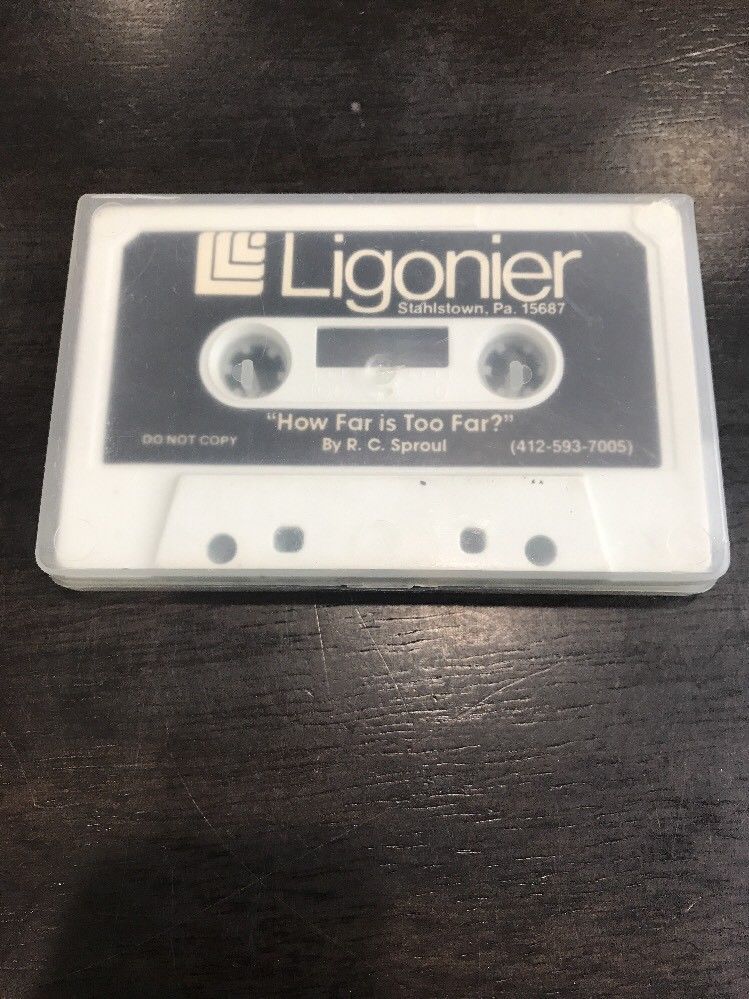 Ligonier
Stahlstown, Pa. 15687
"How Far is Too Far?"
DO NOT COPY
By R. C. Sproul
(412-593-7005)